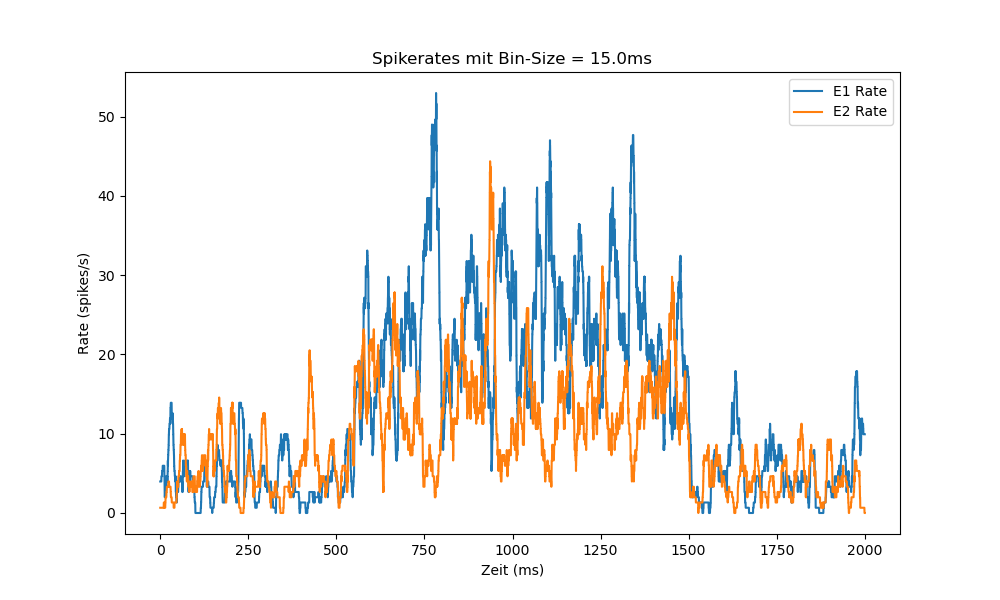 Spikerates mit Bin-Size = 15.0ms
E1 Rate
E2 Rate
Rate (spikes/s)
50
40
30
20
10
0
0 250 500 750 1000 1250 1500 1750 2000
Zeit (ms)